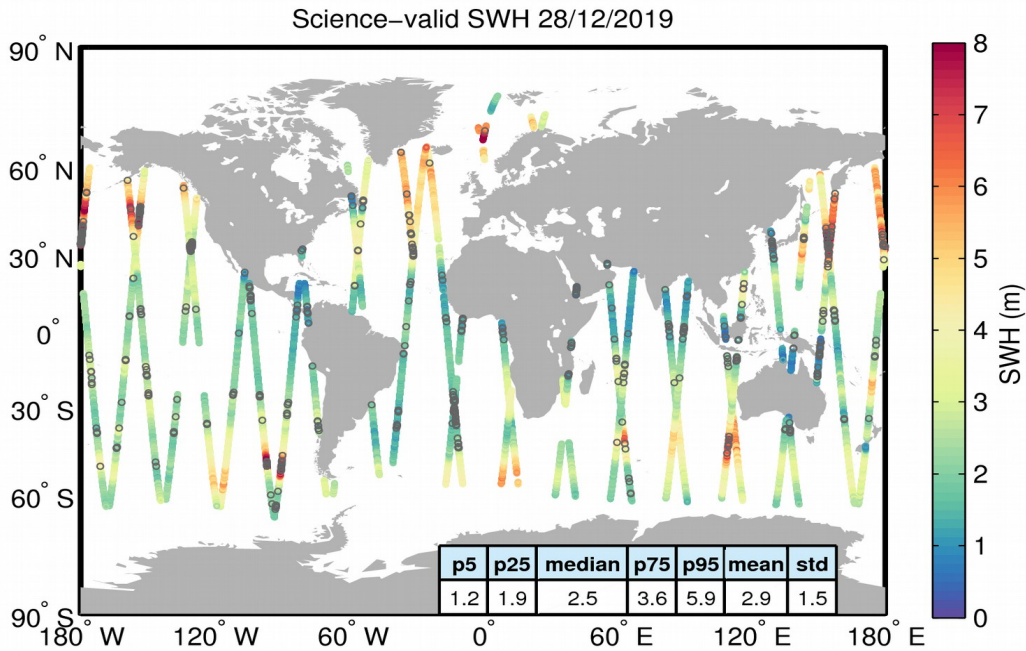 Science−valid SWH 28/12/2019
90° N
60° N
30° N
0°
30° S
60° S
90° S
180° W
120° W
60° W
0°
60° E
120° E
180° E
p5 p25 median p75 p95 mean std
1.2 1.9 2.5 3.6 5.9 2.9 1.5
8
7
6
5
4
3
2
1
0
SWH (m)